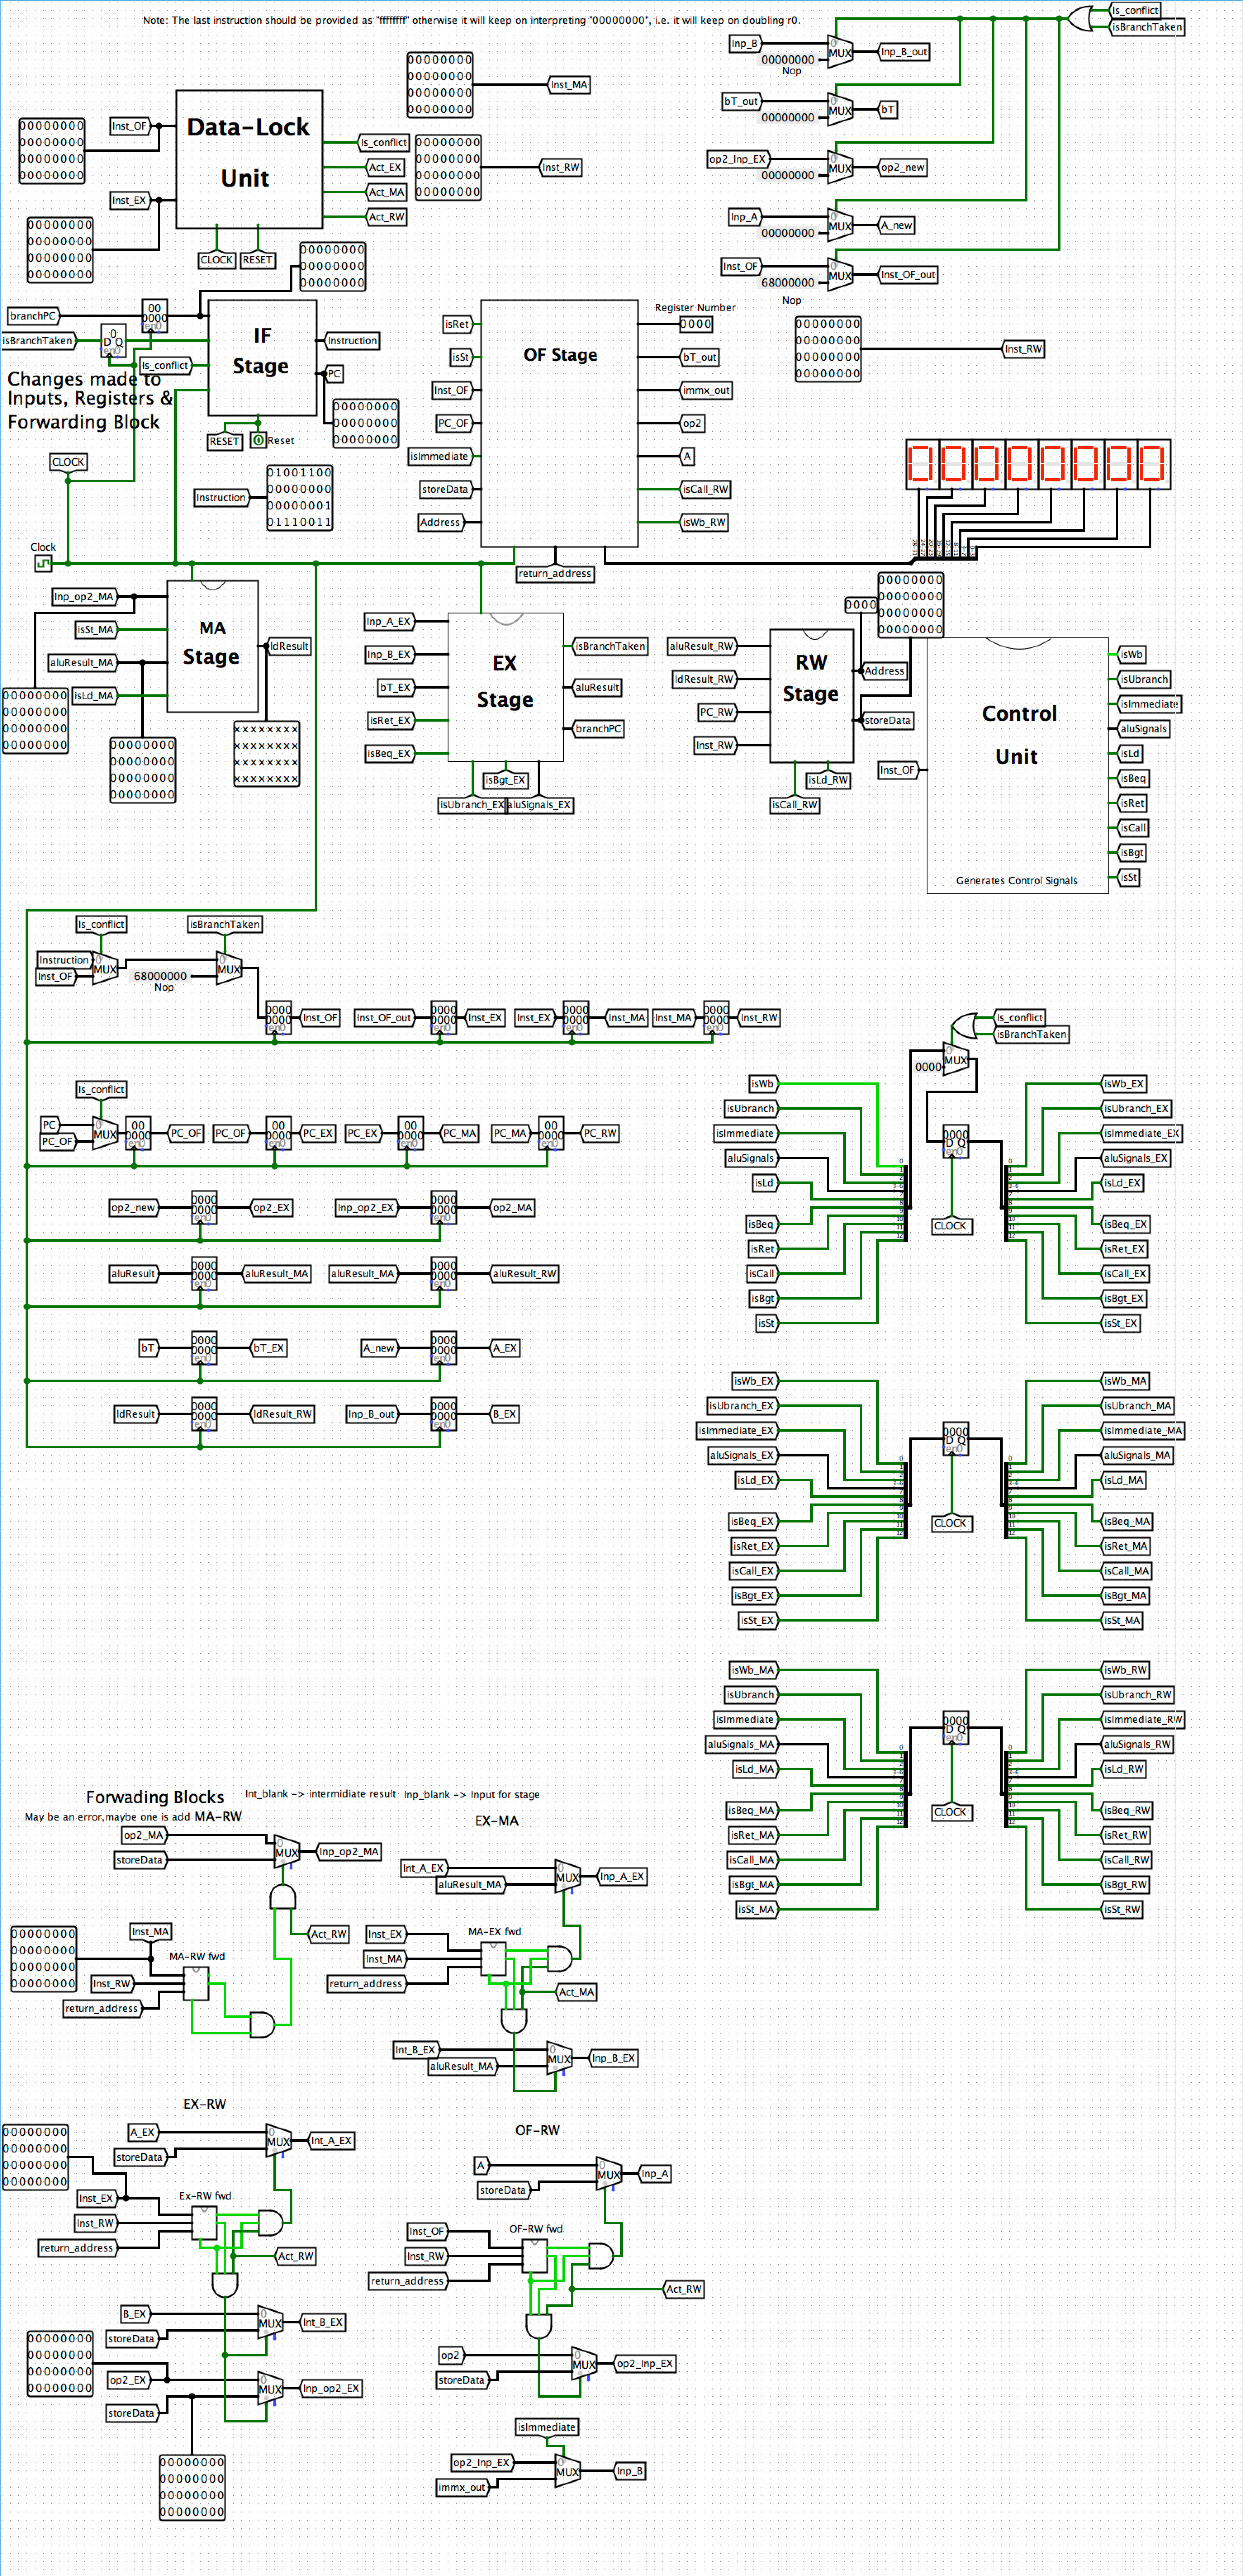 Note: The last instruction should be provided as "ffffffff" otherwise it will keep on interpreting "00000000", i.e. it will keep on doubling r0.
Is_conflict
isBranchTaken
Inp_B
00000000
Nop
0
MUX
Inp_B_out
bT_out
00000000
MUX
bT
op2_Inp_EX
00000000
MUX
op2_new
Inp_A
00000000
MUX
A_new
Inst_OF
68000000
Nop
MUX
Inst_OF_out
00000000
00000000
00000000
00000000
Inst_MA
00000000
00000000
00000000
00000000
Inst_OF
Data-Lock
Unit
Is_conflict
Act_EX
Act_MA
Act_RW
00000000
00000000
00000000
00000000
Inst_RW
Inst_EX
00000000
00000000
00000000
00000000
CLOCK
RESET
00000000
00000000
00000000
branchPC
00
0000
isBranchTaken
0
D Q
Is_conflict
IF
Stage
Instruction
PC
Changes made to
Inputs, Registers &
Forwarding Block
RESET
0
Reset
00000000
00000000
00000000
CLOCK
Instruction
01001100
00000000
00000001
01110011
Clock
isRet
isSt
Inst_OF
PC_OF
isImmediate
storeData
Address
OF Stage
Register Number
0000
bT_out
immx_out
op2
A
isCall_RW
isWb_RW
return_address
00000000
00000000
00000000
00000000
Inst_RW
00000000
Inp_op2_MA
isSt_MA
aluResult_MA
isLd_MA
MA
Stage
ldResult
00000000
00000000
00000000
00000000
00000000
00000000
00000000
00000000
xxxxxxxx
xxxxxxxx
xxxxxxxx
xxxxxxxx
Inp_A_EX
Inp_B_EX
bT_EX
isRet_EX
isBeq_EX
EX
Stage
isBranchTaken
aluResult
branchPC
isBgt_EX
isUbranch_EX
aluSignals_EX
aluResult_RW
ldResult_RW
PC_RW
Inst_RW
RW
Stage
0000
00000000
00000000
00000000
00000000
Address
storeData
isLd_RW
isCall_RW
Inst_OF
Control
Unit
Generates Control Signals
isWb
isUbranch
isImmediate
aluSignals
isLd
isBeq
isRet
isCall
isBgt
isSt
Is_conflict
isBranchTaken
Instruction
Inst_OF
MUX
68000000
Nop
MUX
Inst_OF
Inst_OF_out
Inst_EX
Inst_EX
Inst_MA
Inst_MA
Inst_RW
Is_conflict
PC
PC_OF
MUX
PC_OF
PC_OF
PC_EX
PC_EX
PC_MA
PC_MA
PC_RW
op2_new
op2_EX
Inp_op2_EX
op2_MA
aluResult
aluResult_MA
aluResult_MA
aluResult_RW
bT
bT_EX
A_new
A_EX
ldResult
ldResult_RW
Inp_B_out
B_EX
Is_conflict
isBranchTaken
0000
MUX
isWb
isUbranch
isImmediate
aluSignals
isLd
isBeq
isRet
isCall
isBgt
isSt
0000
D Q
CLOCK
isWb_EX
isUbranch_EX
isImmediate_EX
aluSignals_EX
isLd_EX
isBeq_EX
isRet_EX
isCall_EX
isBgt_EX
isSt_EX
isWb_EX
isUbranch_EX
isImmediate_EX
aluSignals_EX
isLd_EX
isBeq_EX
isRet_EX
isCall_EX
isBgt_EX
isSt_EX
0000
D Q
CLOCK
isWb_MA
isUbranch_MA
isImmediate_MA
aluSignals_MA
isLd_MA
isBeq_MA
isRet_MA
isCall_MA
isBgt_MA
isSt_MA
isWb_MA
isUbranch
isImmediate
aluSignals_MA
isLd_MA
isBeq_MA
isRet_MA
isCall_MA
isBgt_MA
isSt_MA
0000
D Q
CLOCK
isWb_RW
isUbranch_RW
isImmediate_RW
aluSignals_RW
isLd_RW
isBeq_RW
isRet_RW
isCall_RW
isBgt_RW
isSt_RW
Forwading Blocks
Int_blank -> intermidiate result
Inp_blank -> Input for stage
May be an error,maybe one is add MA-RW
EX-MA
op2_MA
storeData
MUX
Inp_op2_MA
Act_RW
Inst_MA
MA-RW fwd
00000000
00000000
00000000
00000000
Inst_RW
return_address
Int_A_EX
aluResult_MA
MUX
Inp_A_EX
MA-EX fwd
Inst_EX
Inst_MA
return_address
Act_MA
Int_B_EX
aluResult_MA
MUX
Inp_B_EX
EX-RW
A_EX
storeData
MUX
Int_A_EX
00000000
00000000
00000000
00000000
Ex-RW fwd
Inst_EX
Inst_RW
return_address
Act_RW
B_EX
storeData
MUX
Int_B_EX
00000000
00000000
00000000
00000000
op2_EX
storeData
MUX
Inp_op2_EX
00000000
00000000
00000000
00000000
OF-RW
A
storeData
MUX
Inp_A
OF-RW fwd
Inst_OF
Inst_RW
return_address
Act_RW
op2
storeData
MUX
op2_Inp_EX
isImmediate
op2_Inp_EX
immx_out
MUX
Inp_B